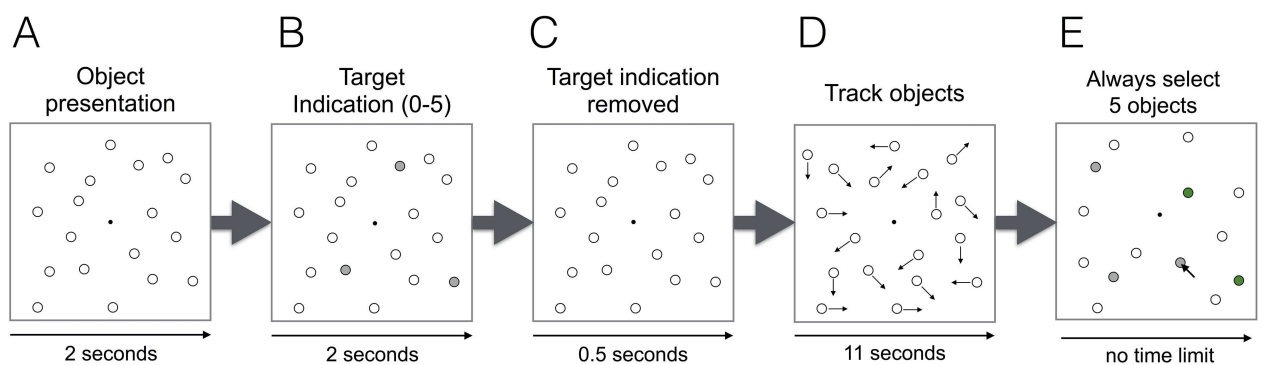 A
Object
presentation
2 seconds
B
Target
Indication (0-5)
2 seconds
C
Target indication
removed
0.5 seconds
D
Track objects
11 seconds
E
Always select
5 objects
no time limit